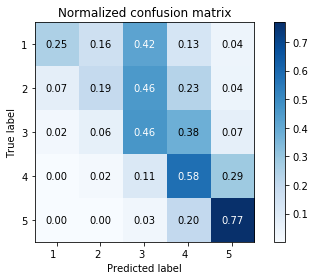 Normalized confusion matrix
True label
1 0.25 0.16 0.42 0.13 0.04
2 0.07 0.19 0.46 0.23 0.04
3 0.02 0.06 0.46 0.38 0.07
4 0.00 0.02 0.11 0.58 0.29
5 0.00 0.00 0.03 0.20 0.77
1 2 3 4 5
Predicted label
0.7
0.6
0.5
0.4
0.3
0.2
0.1